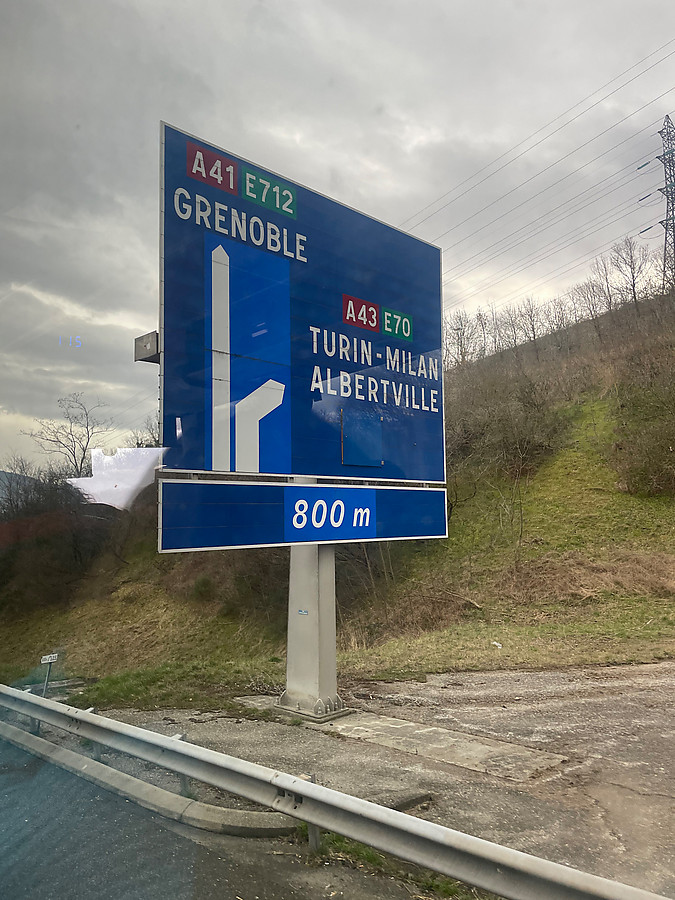 A41 E712
GRENOBLE
A43 E70
TURIN-MILAN
ALBERTVILLE
800 m